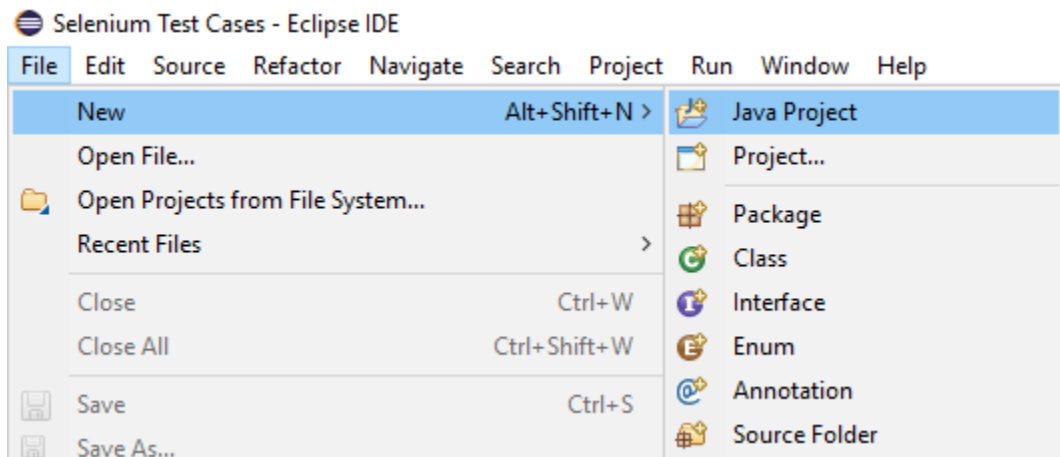 Selenium Test Cases - Eclipse IDE
File Edit Source Refactor Navigate Search Project Run Window Help
New Alt+Shift+N >
Open File...
Open Projects from File System...
Recent Files >
Close Ctrl+W
Close All Ctrl+Shift+W
Save Ctrl+S
Save As...
Java Project
Project...
Package
Class
Interface
Enum
Annotation
Source Folder